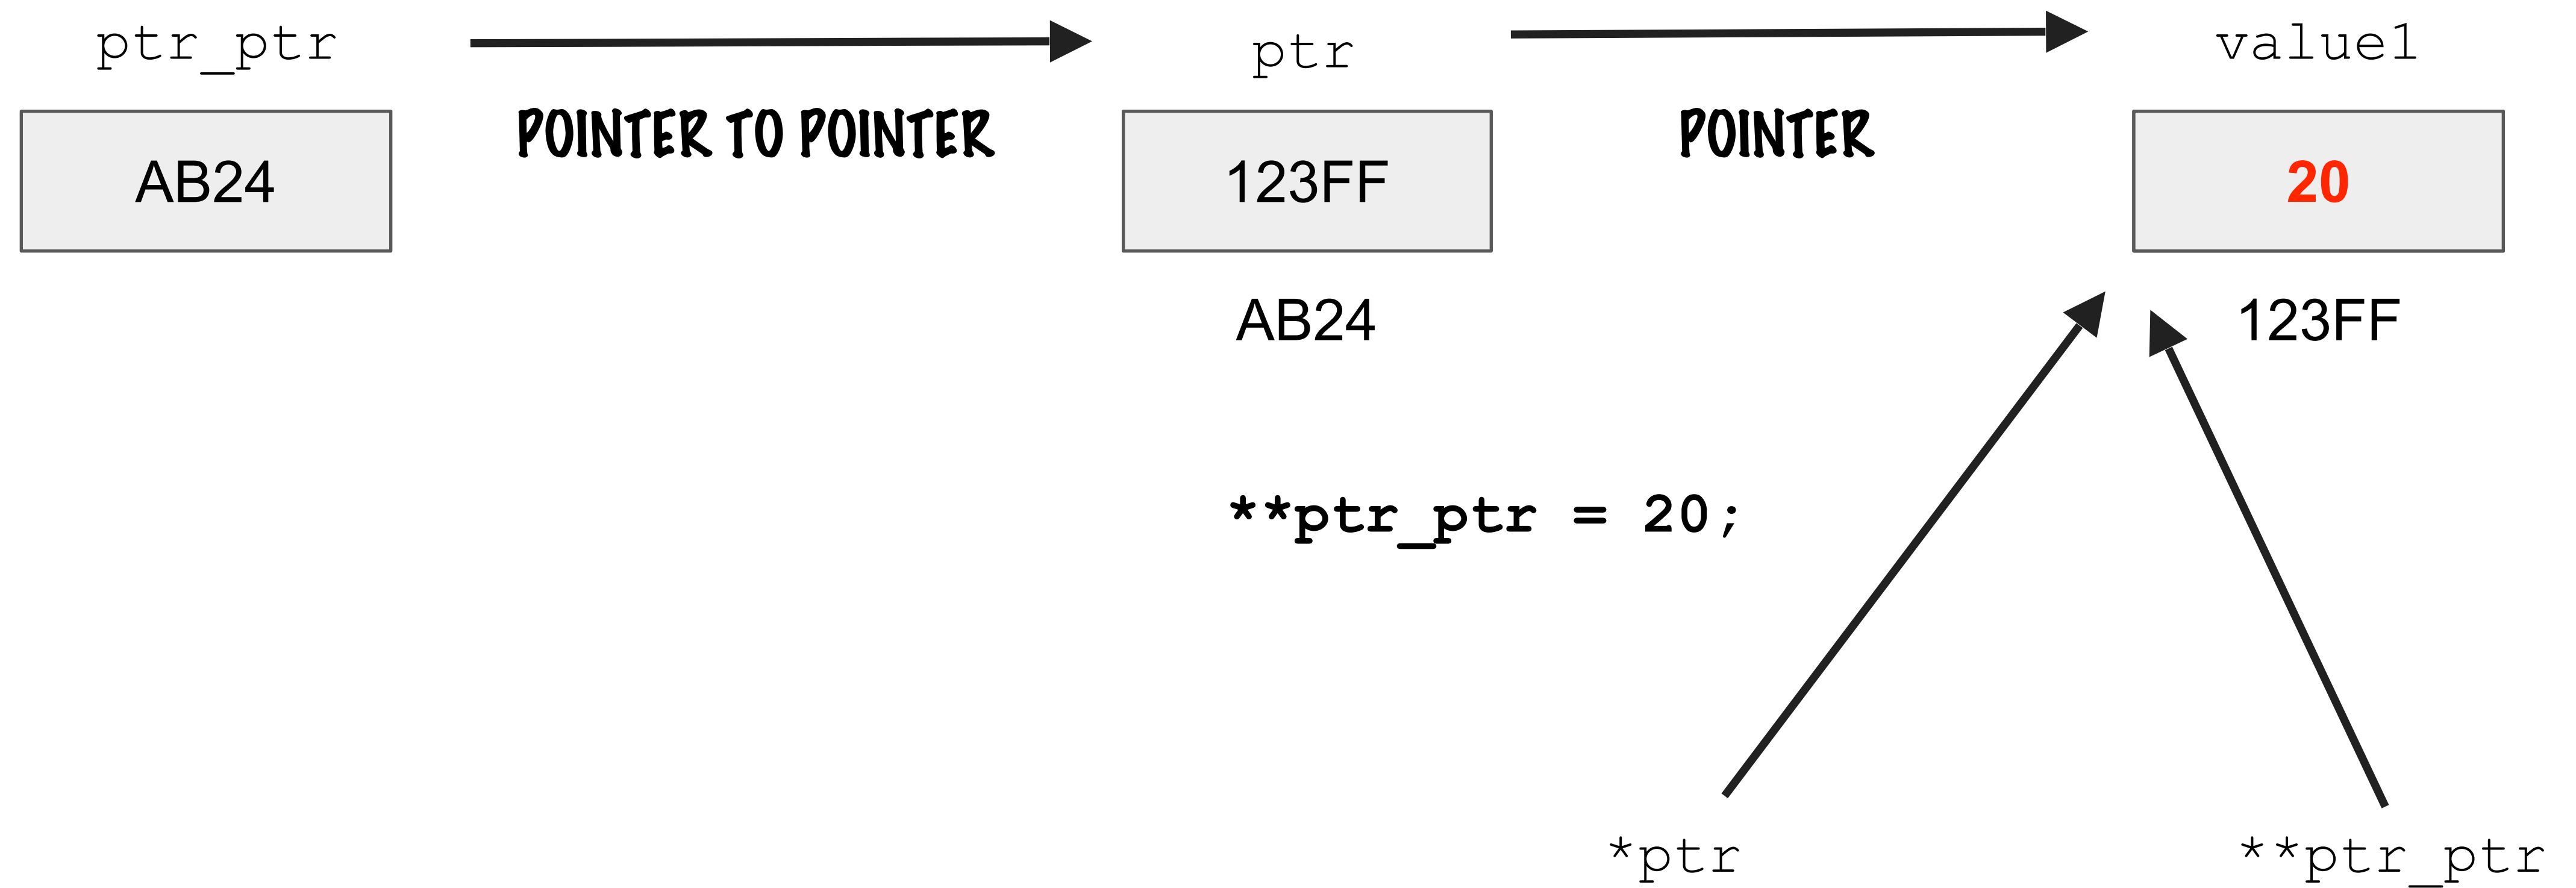 ptr_ptr
ptr
value1
POINTER TO POINTER
POINTER
AB24
123FF
20
AB24
123FF
**ptr_ptr = 20;
*ptr
**ptr_ptr